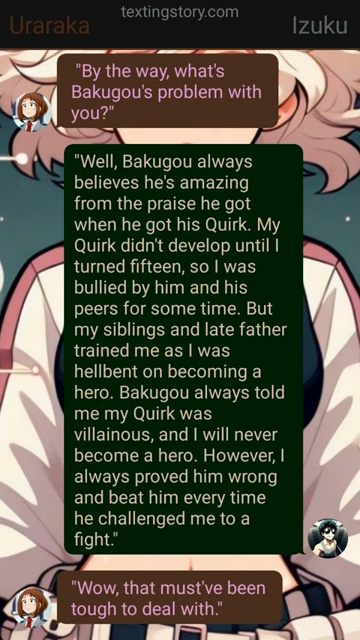 textingstory.com
Uraraka
Izuku
"By the way, what's
Bakugou's problem with
you?"
"Well, Bakugou always
believes he's amazing
from the praise he got
when he got his Quirk. My
Quirk didn't develop until I
turned fifteen, so I was
bullied by him and his
peers for some time. But
my siblings and late father
trained me as I was
hellbent on becoming a
hero. Bakugou always told
me my Quirk was
villainous, and I will never
become a hero. However, I
always proved him wrong
and beat him every time
he challenged me to a
fight."
"Wow, that must've been
tough to deal with."